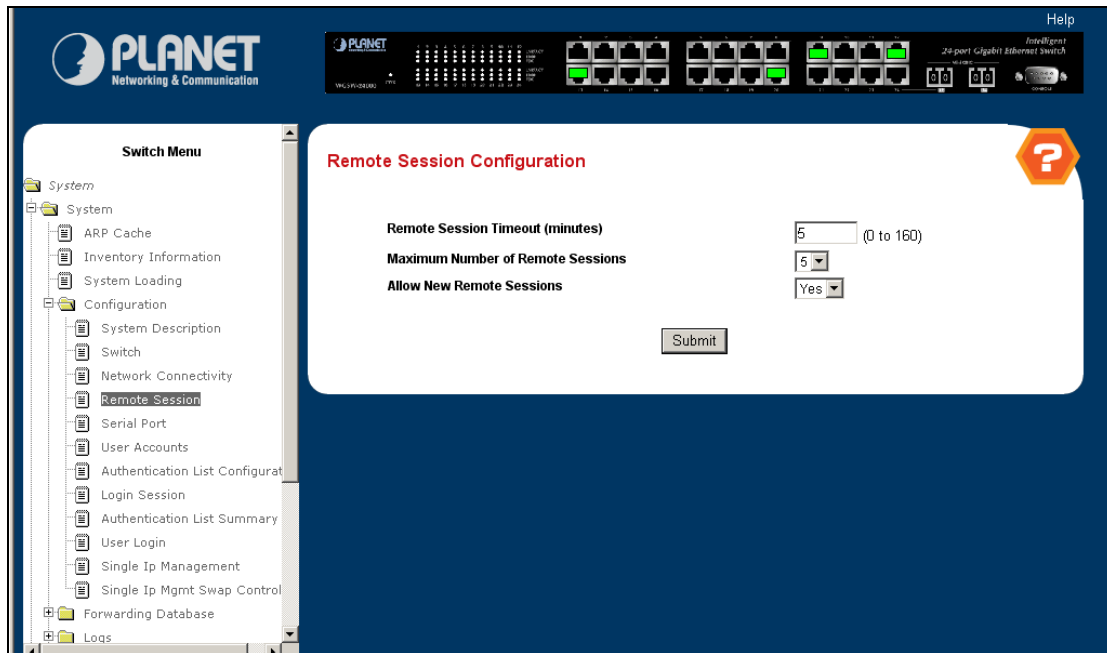 Help
PLANET
Networking & Communication
PLANET
Intelligent
24-port Gigabit Ethernet Switch
WGSW-24000
CONSOLE
Switch Menu
System
System
ARP Cache
Inventory Information
System Loading
Configuration
System Description
Switch
Network Connectivity
Remote Session
Serial Port
User Accounts
Authentication List Configurat
Login Session
Authentication List Summary
User Login
Single Ip Management
Single Ip Mgmt Swap Control
Forwarding Database
Logs
Remote Session Configuration
?
Remote Session Timeout (minutes) 5 (0 to 160)
Maximum Number of Remote Sessions 5
Allow New Remote Sessions Yes
Submit